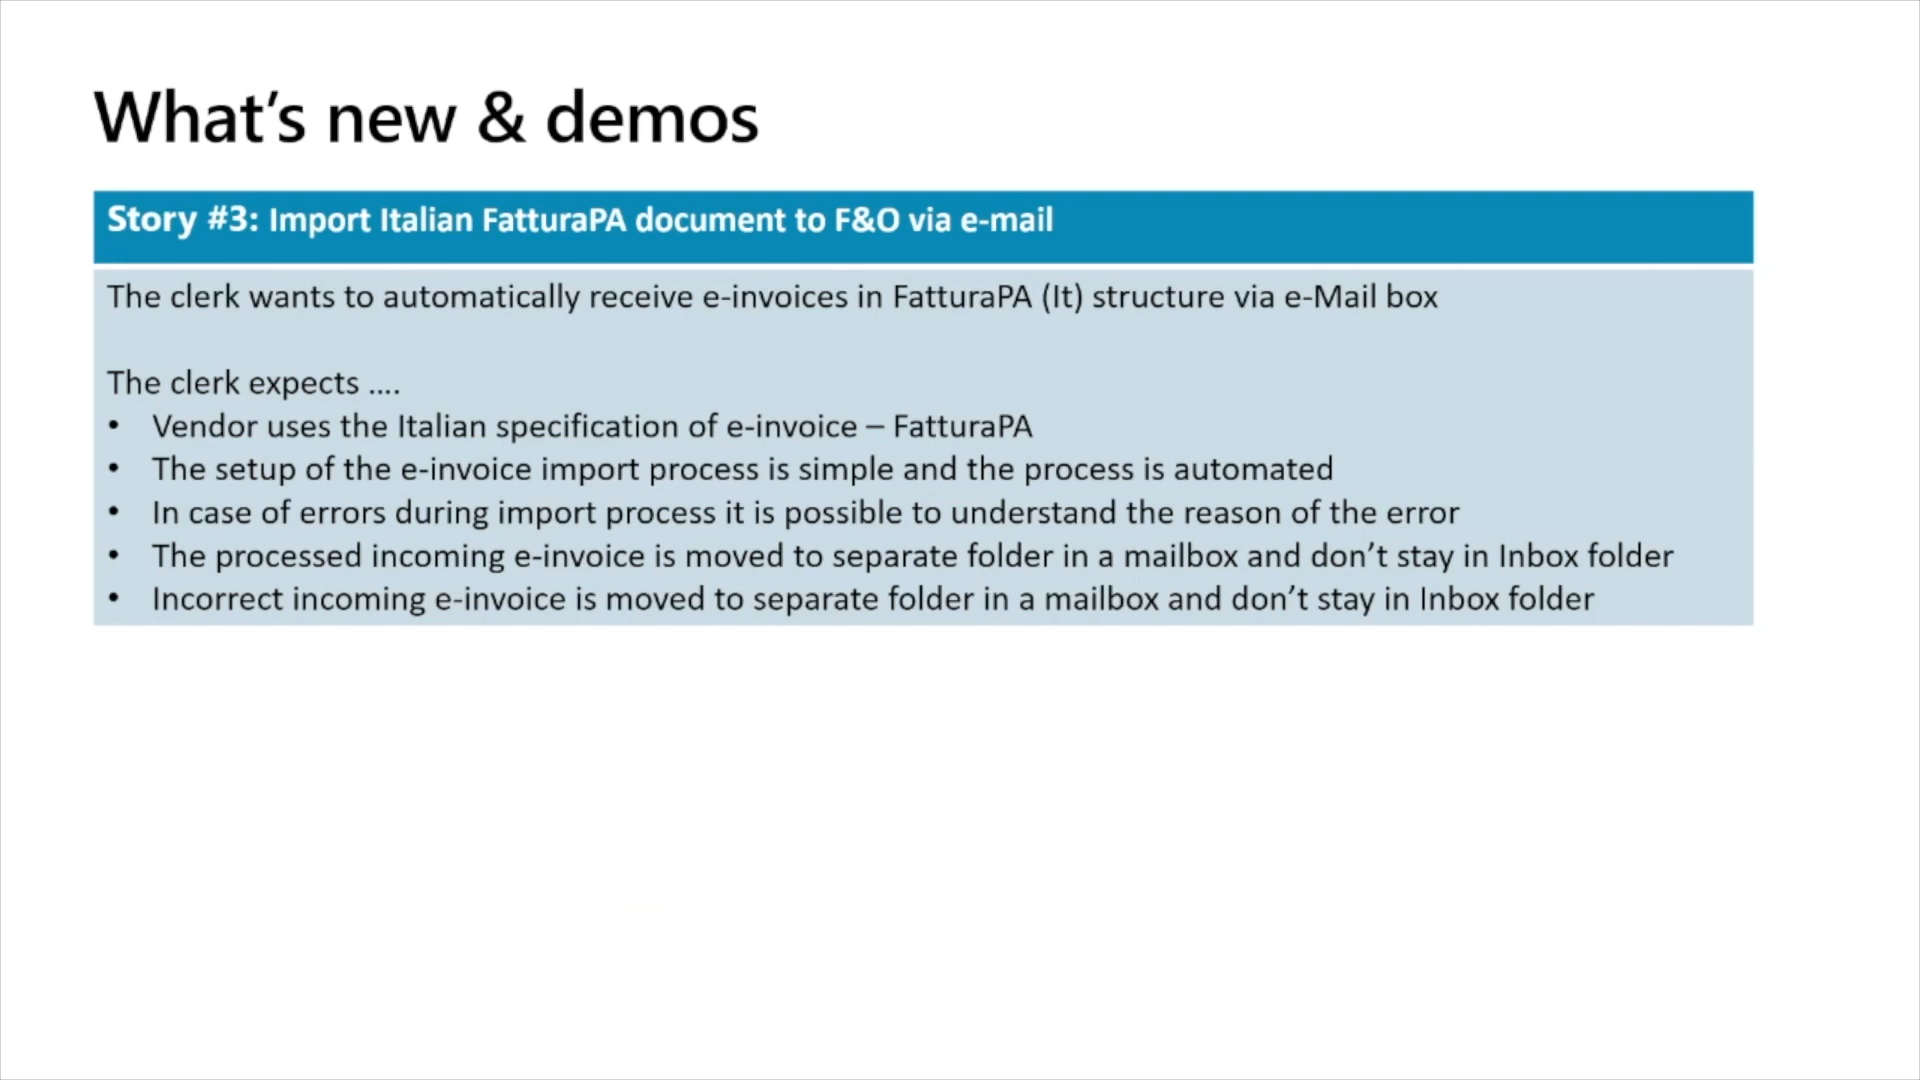 What’s new & demos
Story #3: Import Italian FatturaPA document to F&O via e-mail
The clerk wants to automatically receive e-invoices in FatturaPA (It) structure via e-Mail box
The clerk expects ....
• Vendor uses the Italian specification of e-invoice – FatturaPA
• The setup of the e-invoice import process is simple and the process is automated
• In case of errors during import process it is possible to understand the reason of the error
• The processed incoming e-invoice is moved to separate folder in a mailbox and don’t stay in Inbox folder
• Incorrect incoming e-invoice is moved to separate folder in a mailbox and don’t stay in Inbox folder